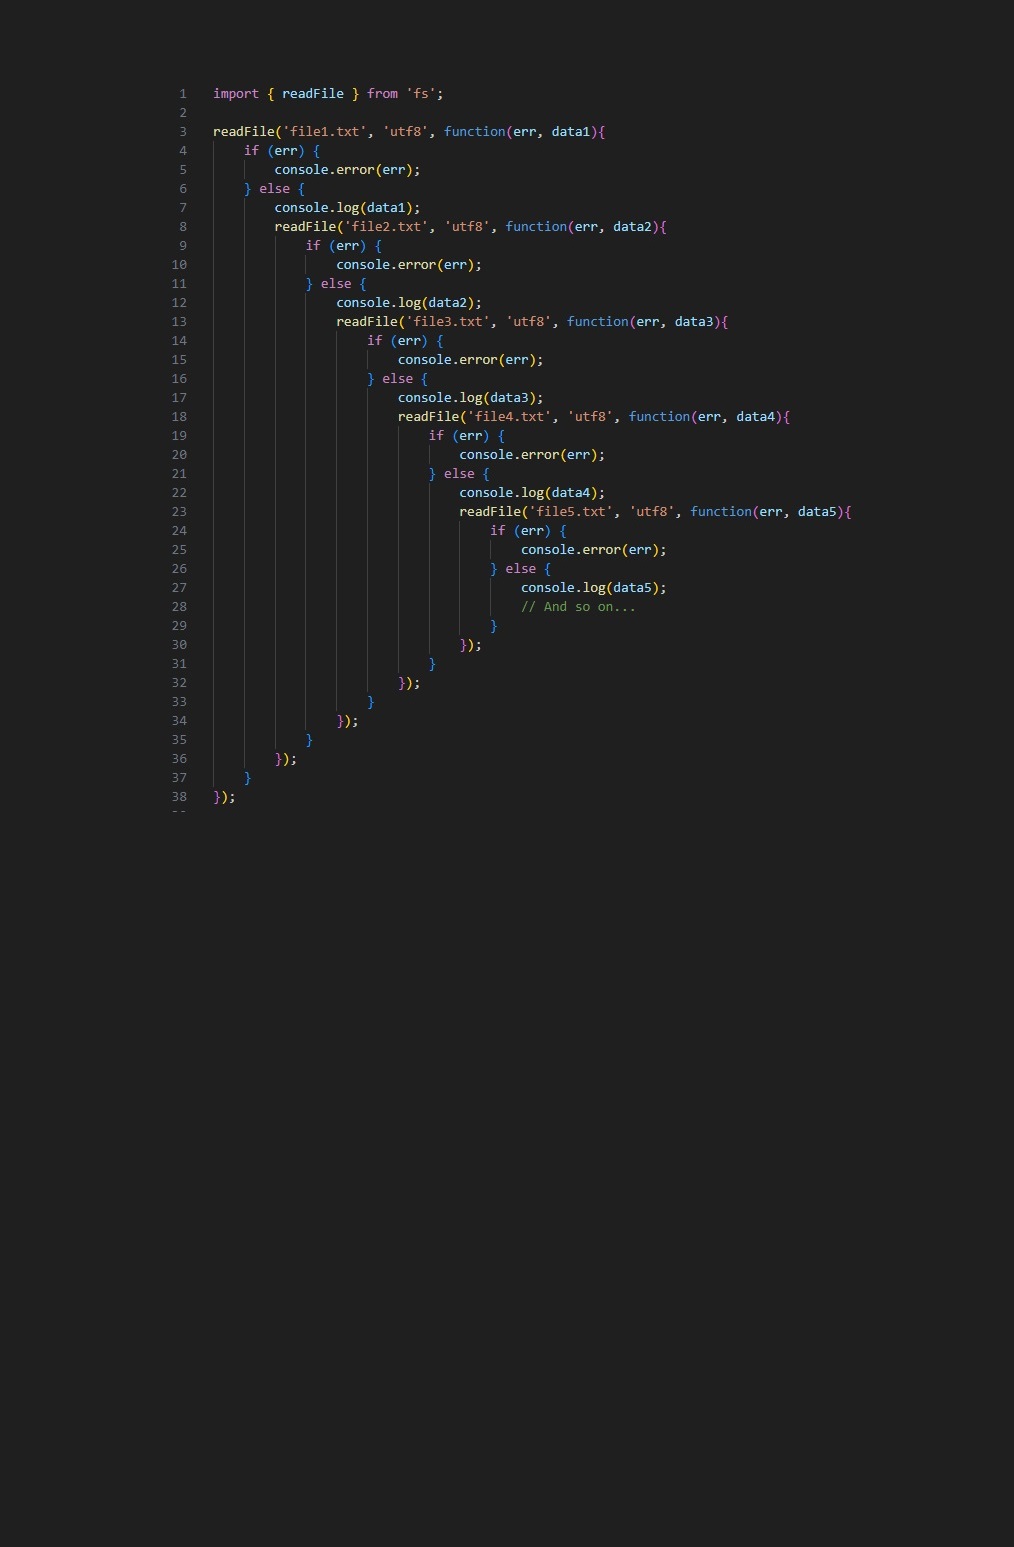 1 import { readFile } from 'fs';
2
3 readFile('file1.txt', 'utf8', function(err, data1){
4     if (err) {
5         console.error(err);
6     } else {
7         console.log(data1);
8         readFile('file2.txt', 'utf8', function(err, data2){
9             if (err) {
10                 console.error(err);
11             } else {
12                 console.log(data2);
13                 readFile('file3.txt', 'utf8', function(err, data3){
14                     if (err) {
15                         console.error(err);
16                     } else {
17                         console.log(data3);
18                         readFile('file4.txt', 'utf8', function(err, data4){
19                             if (err) {
20                                 console.error(err);
21                             } else {
22                                 console.log(data4);
23                                 readFile('file5.txt', 'utf8', function(err, data5){
24                                     if (err) {
25                                         console.error(err);
26                                     } else {
27                                         console.log(data5);
28                                         // And so on...
29                                     }
30                                 });
31                             }
32                         });
33                     }
34                 });
35             }
36         });
37     }
38 });